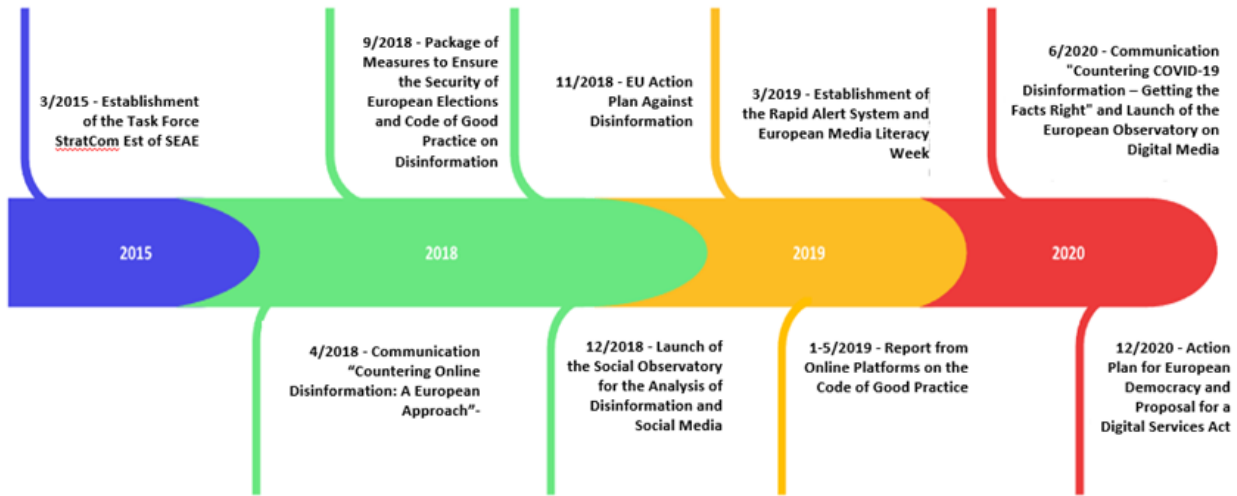 3/2015 - Establishment
of the Task Force
StratCom Est of SEAE
9/2018 - Package of
Measures to Ensure
the Security of
European Elections
and Code of Good
Practice on
Disinformation
11/2018 - EU Action
Plan Against
Disinformation
3/2019 - Establishment of
the Rapid Alert System and
European Media Literacy
Week
6/2020 - Communication
"Countering COVID-19
Disinformation – Getting the
Facts Right" and Launch of the
European Observatory on
Digital Media
2015
2018
2019
2020
4/2018 - Communication
“Countering Online
Disinformation: A European
Approach”-
12/2018 - Launch of
the Social Observatory
for the Analysis of
Disinformation and
Social Media
1-5/2019 - Report from
Online Platforms on the
Code of Good Practice
12/2020 - Action
Plan for European
Democracy and
Proposal for a
Digital Services Act